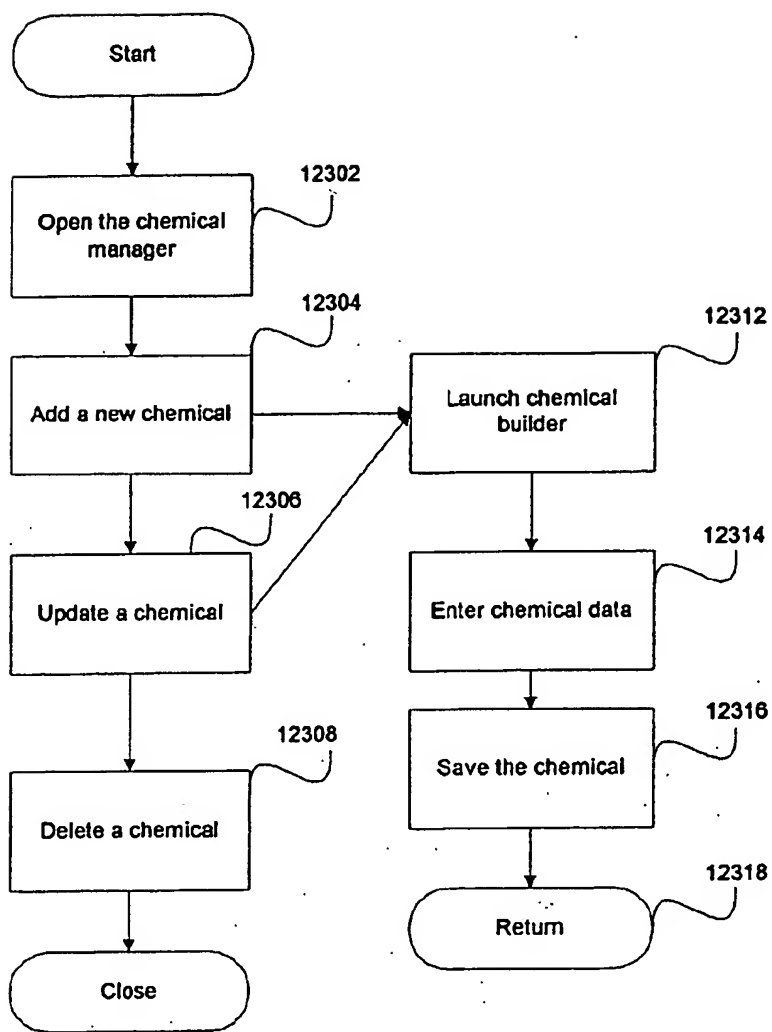 Start
12302
Open the chemical
manager
12304
Add a new chemical
12306
Update a chemical
12308
Delete a chemical
Close
12312
Launch chemical
builder
12314
Enter chemical data
12316
Save the chemical
12318
Return